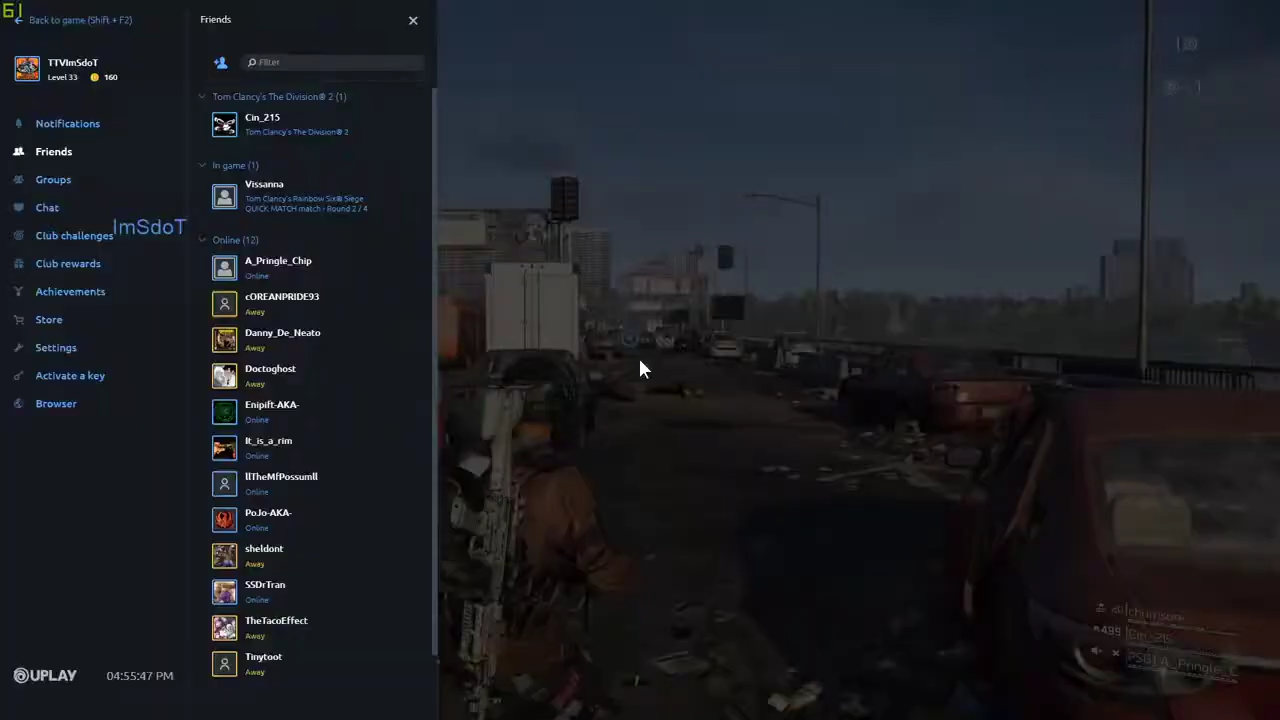 61
Back to game (Shift + F2)
TTVImSdoT
Level 33
160
Notifications
Friends
Groups
Chat
ImSdoT
Club challenges
Club rewards
Achievements
Store
Settings
Activate a key
Browser
UPLAY
04:55:47 PM
Friends
Filter
Tom Clancy's The Division® 2 (1)
Cin_215
Tom Clancy's The Division® 2
In game (1)
Vissanna
Tom Clancy's Rainbow Six® Siege
QUICK MATCH match - Round 2 / 4
Online (12)
A_Pringle_Chip
Online
cOREANPRIDE93
Away
Danny_De_Neato
Away
Doctoghost
Away
Enipift-AKA-
Online
It_is_a_rim
Online
llTheMfPossumll
Online
PoJo-AKA-
Online
sheldont
Away
SSDrTran
Online
TheTacoEffect
Away
Tinytoot
Away
499
Cin_215
A_Pringle_C